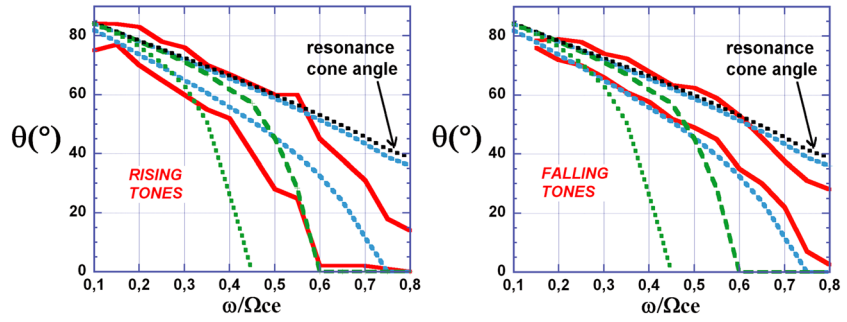 80
60
40
20
0
θ(°)
resonance
cone angle
RISING
TONES
0,1 0,2 0,3 0,4 0,5 0,6 0,7 0,8
ω/Ωce
80
60
40
20
0
θ(°)
resonance
cone angle
FALLING
TONES
0,1 0,2 0,3 0,4 0,5 0,6 0,7 0,8
ω/Ωce